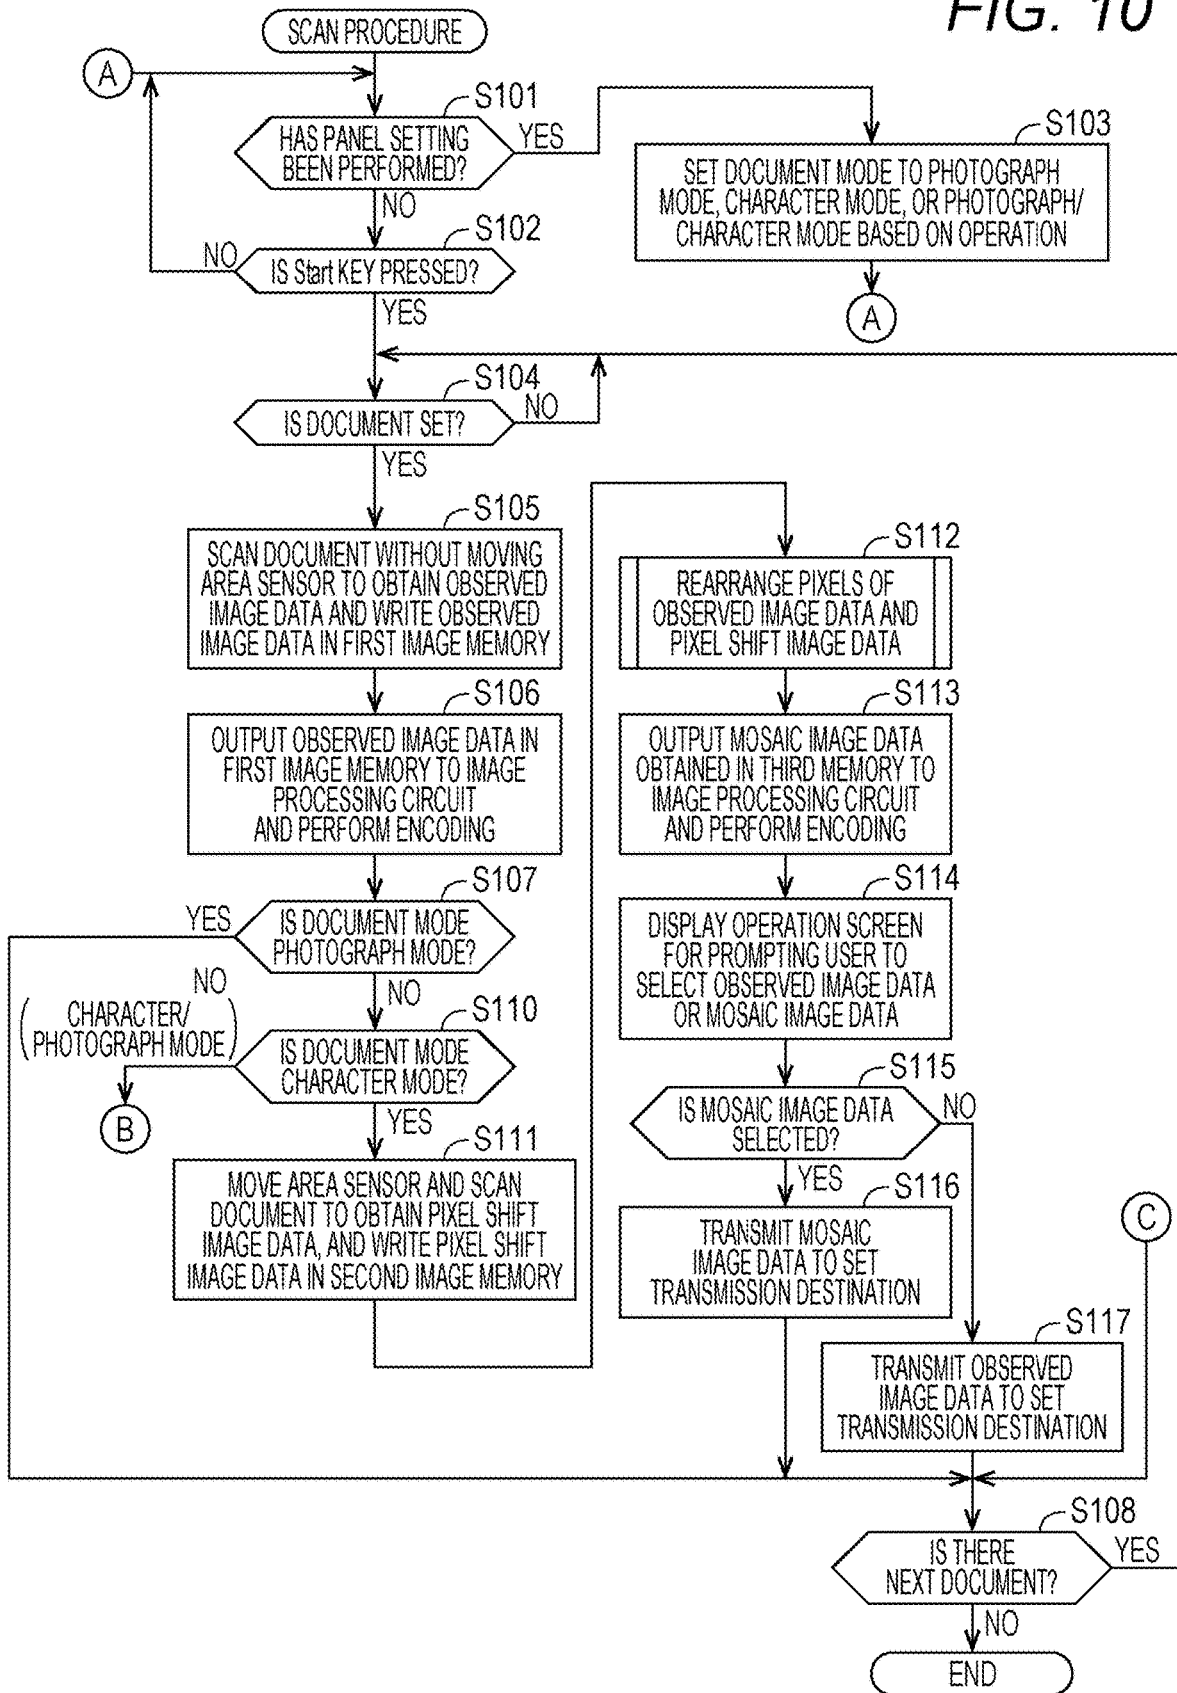 FIG. 10
SCAN PROCEDURE
A
S101
HAS PANEL SETTING
BEEN PERFORMED?
YES
NO
S103
SET DOCUMENT MODE TO PHOTOGRAPH
MODE, CHARACTER MODE, OR PHOTOGRAPH/
CHARACTER MODE BASED ON OPERATION
A
S102
IS Start KEY PRESSED?
NO
YES
S104
IS DOCUMENT SET?
NO
YES
S105
SCAN DOCUMENT WITHOUT MOVING
AREA SENSOR TO OBTAIN OBSERVED
IMAGE DATA AND WRITE OBSERVED
IMAGE DATA IN FIRST IMAGE MEMORY
S106
OUTPUT OBSERVED IMAGE DATA IN
FIRST IMAGE MEMORY TO IMAGE
PROCESSING CIRCUIT
AND PERFORM ENCODING
S107
YES
IS DOCUMENT MODE
PHOTOGRAPH MODE?
NO
S110
NO
(CHARACTER/
PHOTOGRAPH MODE)
IS DOCUMENT MODE
CHARACTER MODE?
B
YES
S111
MOVE AREA SENSOR AND SCAN
DOCUMENT TO OBTAIN PIXEL SHIFT
IMAGE DATA, AND WRITE PIXEL SHIFT
IMAGE DATA IN SECOND IMAGE MEMORY
S112
REARRANGE PIXELS OF
OBSERVED IMAGE DATA AND
PIXEL SHIFT IMAGE DATA
S113
OUTPUT MOSAIC IMAGE DATA
OBTAINED IN THIRD MEMORY TO
IMAGE PROCESSING CIRCUIT
AND PERFORM ENCODING
S114
DISPLAY OPERATION SCREEN
FOR PROMPTING USER TO
SELECT OBSERVED IMAGE DATA
OR MOSAIC IMAGE DATA
S115
IS MOSAIC IMAGE DATA
SELECTED?
NO
YES
S116
TRANSMIT MOSAIC
IMAGE DATA TO SET
TRANSMISSION DESTINATION
C
S117
TRANSMIT OBSERVED
IMAGE DATA TO SET
TRANSMISSION DESTINATION
S108
IS THERE
NEXT DOCUMENT?
YES
NO
END